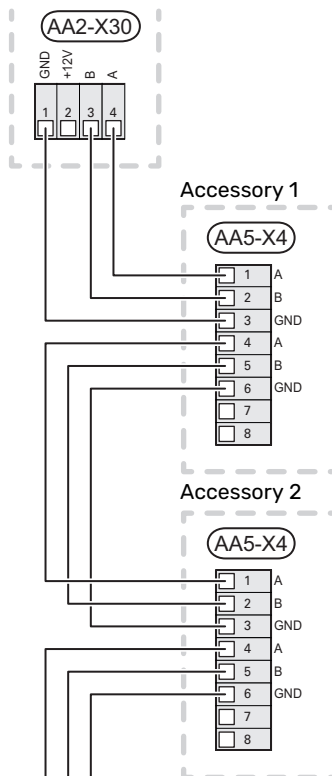 AA2-X30
GND +12V B A
1 2 3 4
Accessory 1
AA5-X4
1 A
2 B
3 GND
4 A
5 B
6 GND
7
8
Accessory 2
AA5-X4
1 A
2 B
3 GND
4 A
5 B
6 GND
7
8